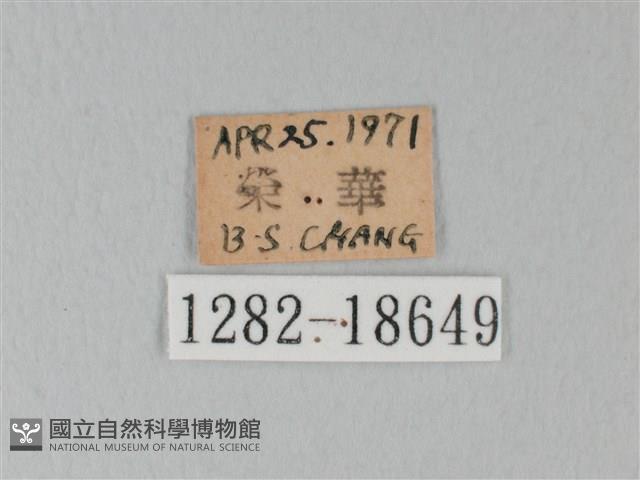 APR 25. 1971
榮 華
B.S. CHANG
1282-18649
國立自然科學博物館
NATIONAL MUSEUM OF NATURAL SCIENCE